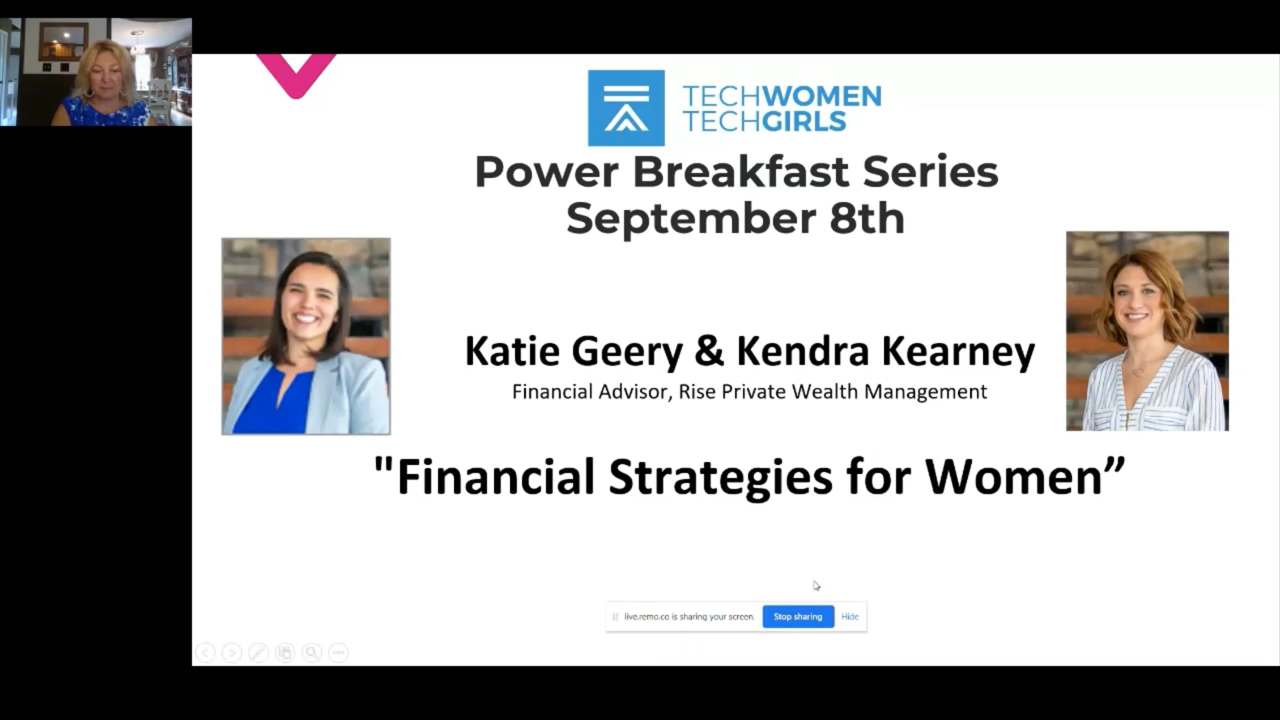 TECHWOMEN
TECHGIRLS
Power Breakfast Series
September 8th
Katie Geery & Kendra Kearney
Financial Advisor, Rise Private Wealth Management
"Financial Strategies for Women”
live.remo.co is sharing your screen. Stop sharing Hide